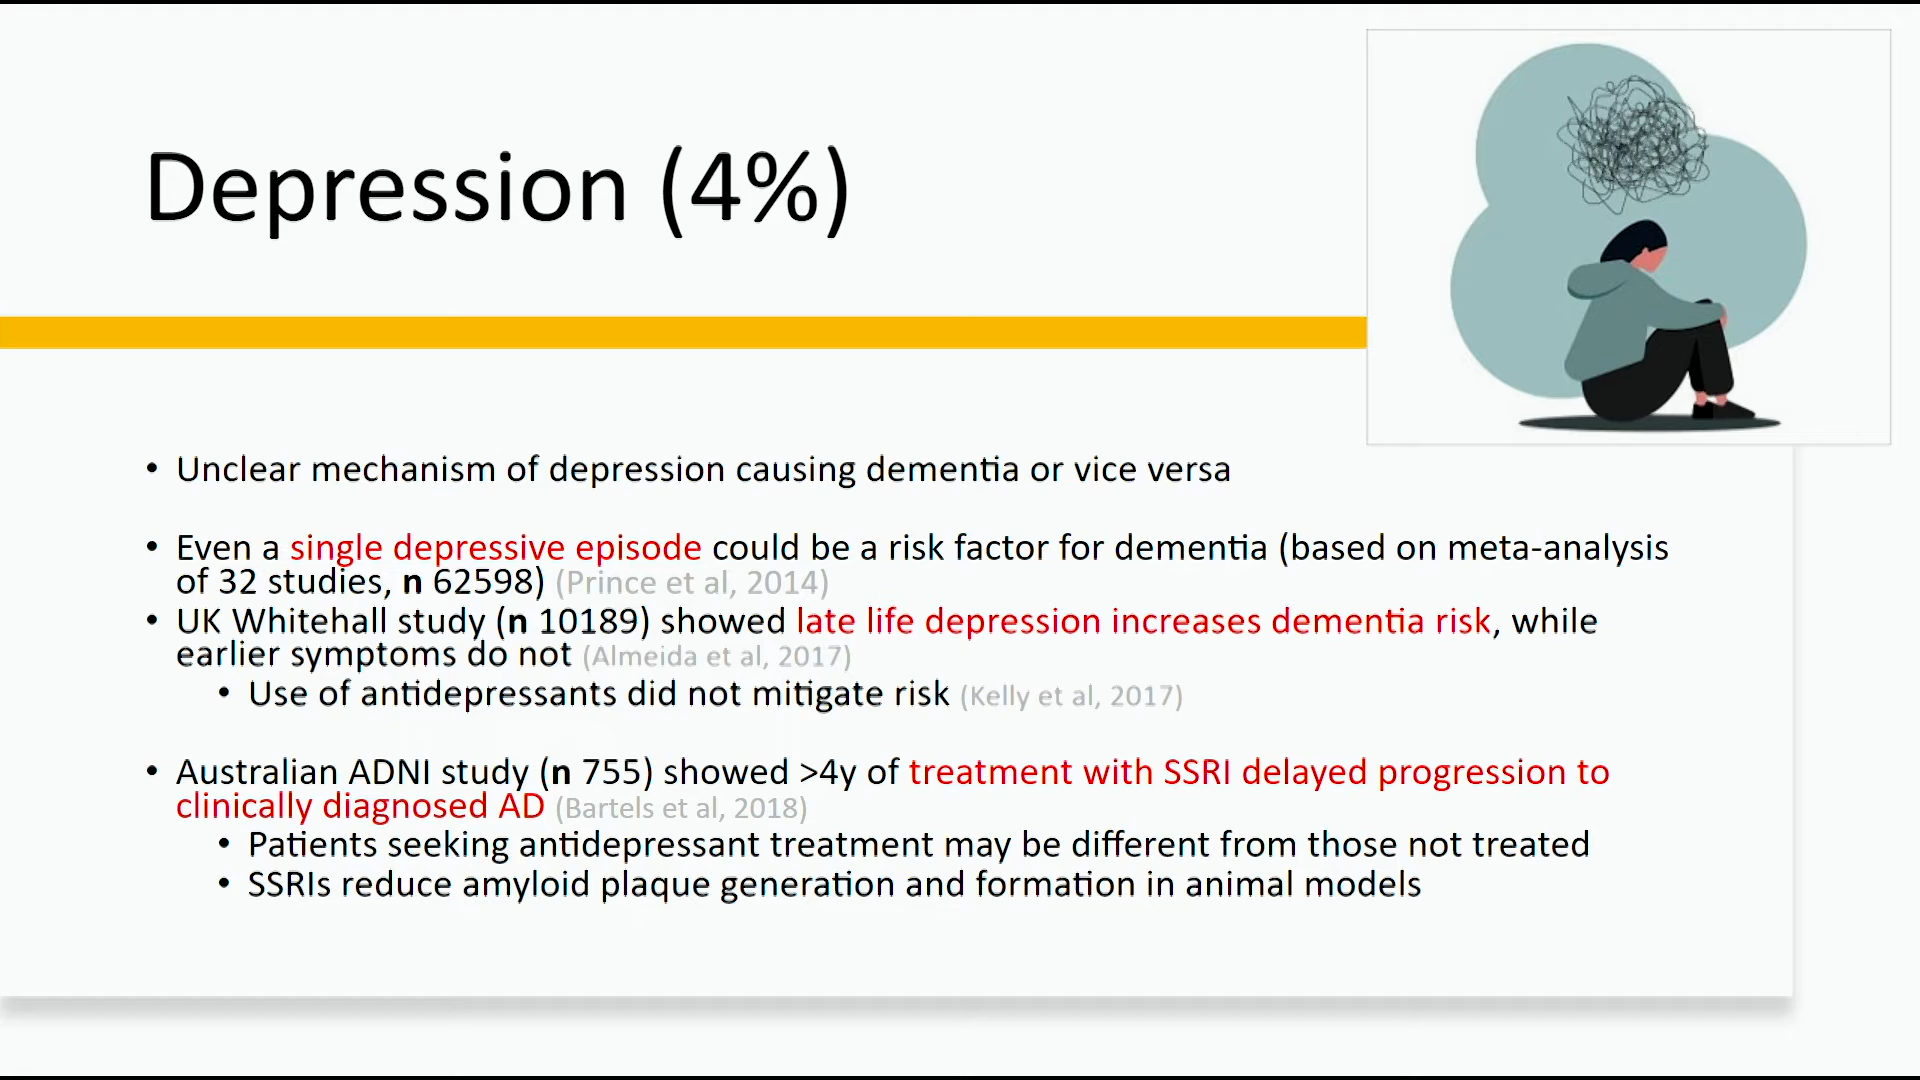 Depression (4%)
• Unclear mechanism of depression causing dementia or vice versa
• Even a single depressive episode could be a risk factor for dementia (based on meta-analysis
of 32 studies, n 62598) (Prince et al, 2014)
• UK Whitehall study (n 10189) showed late life depression increases dementia risk, while
earlier symptoms do not (Almeida et al, 2017)
• Use of antidepressants did not mitigate risk (Kelly et al, 2017)
• Australian ADNI study (n 755) showed >4y of treatment with SSRI delayed progression to
clinically diagnosed AD (Bartels et al, 2018)
• Patients seeking antidepressant treatment may be different from those not treated
• SSRIs reduce amyloid plaque generation and formation in animal models